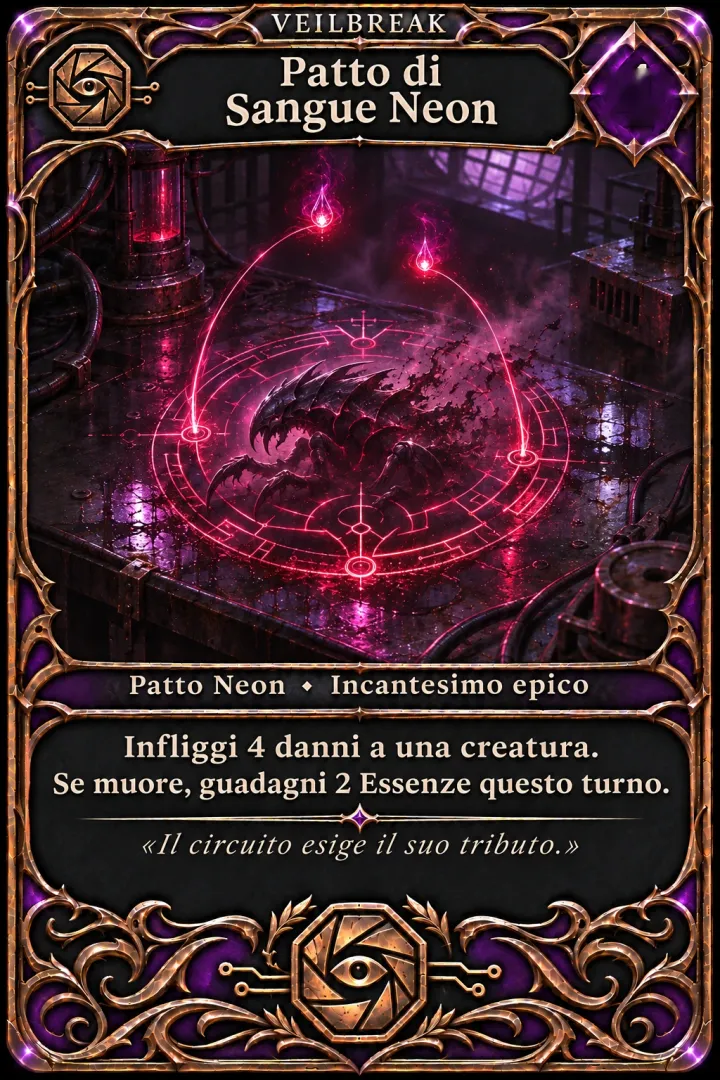 VEILBREAK
Patto di
Sangue Neon
Patto Neon ⬥ Incantesimo epico
Infliggi 4 danni a una creatura.
Se muore, guadagni 2 Essenze questo turno.
«Il circuito esige il suo tributo.»